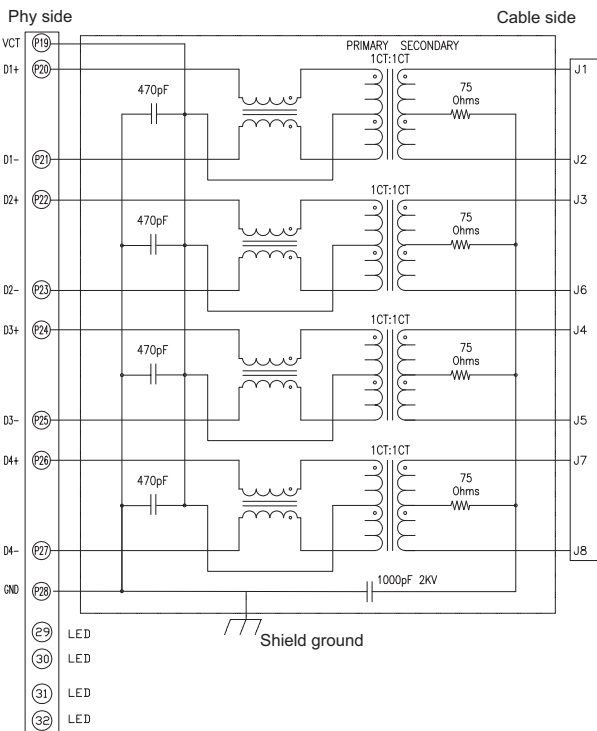 Phy side
Cable side
VCT P19
PRIMARY SECONDARY
D1+ P20
1CT:1CT
J1
470pF
75
Ohms
D1- P21
J2
D2+ P22
1CT:1CT
J3
470pF
75
Ohms
D2- P23
J6
D3+ P24
1CT:1CT
J4
470pF
75
Ohms
D3- P25
J5
D4+ P26
1CT:1CT
J7
470pF
75
Ohms
D4- P27
J8
GND P28
1000pF 2KV
Shield ground
29 LED
30 LED
31 LED
32 LED